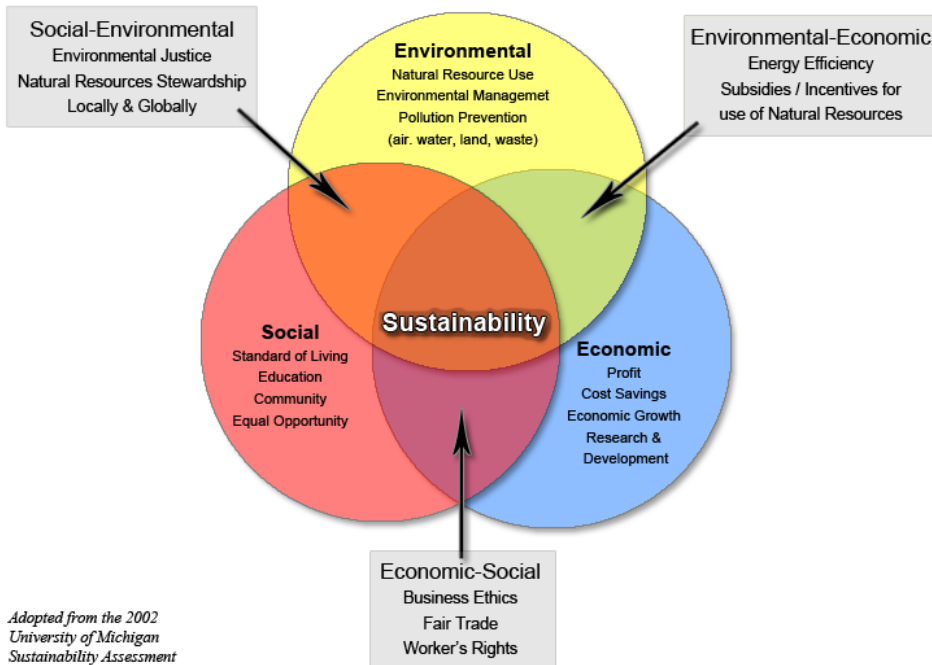 Social-Environmental
Environmental Justice
Natural Resources Stewardship
Locally & Globally
Environmental
Natural Resource Use
Environmental Managemet
Pollution Prevention
(air. water, land, waste)
Environmental-Economic
Energy Efficiency
Subsidies / Incentives for
use of Natural Resources
Sustainability
Social
Standard of Living
Education
Community
Equal Opportunity
Economic
Profit
Cost Savings
Economic Growth
Research &
Development
Economic-Social
Business Ethics
Fair Trade
Worker's Rights
Adopted from the 2002
University of Michigan
Sustainability Assessment